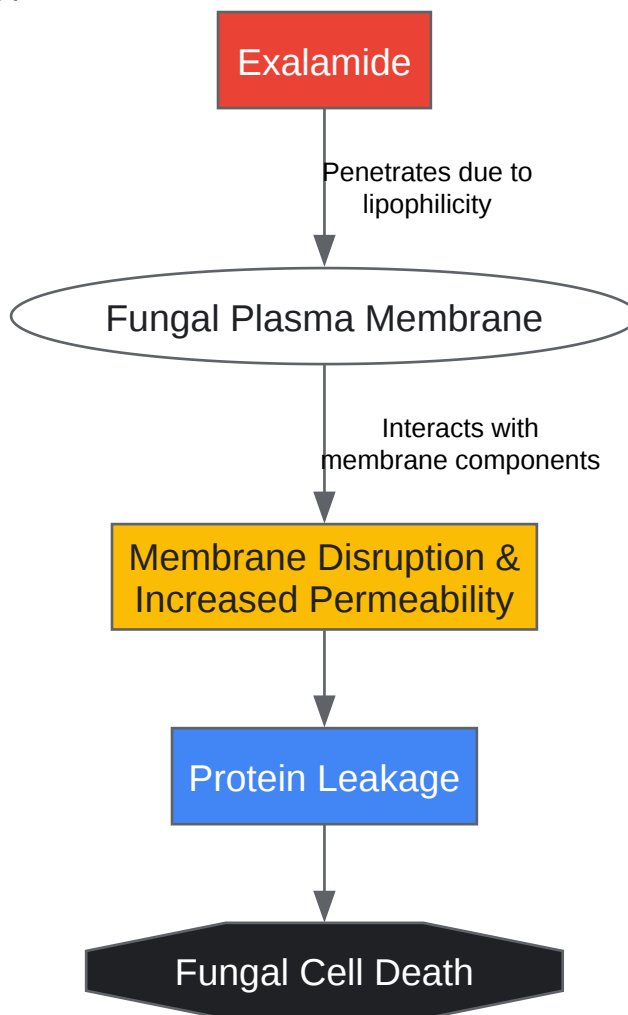 Exalamide
Penetrates due to
lipophilicity
Fungal Plasma Membrane
Interacts with
membrane components
Membrane Disruption &
Increased Permeability
Protein Leakage
Fungal Cell Death